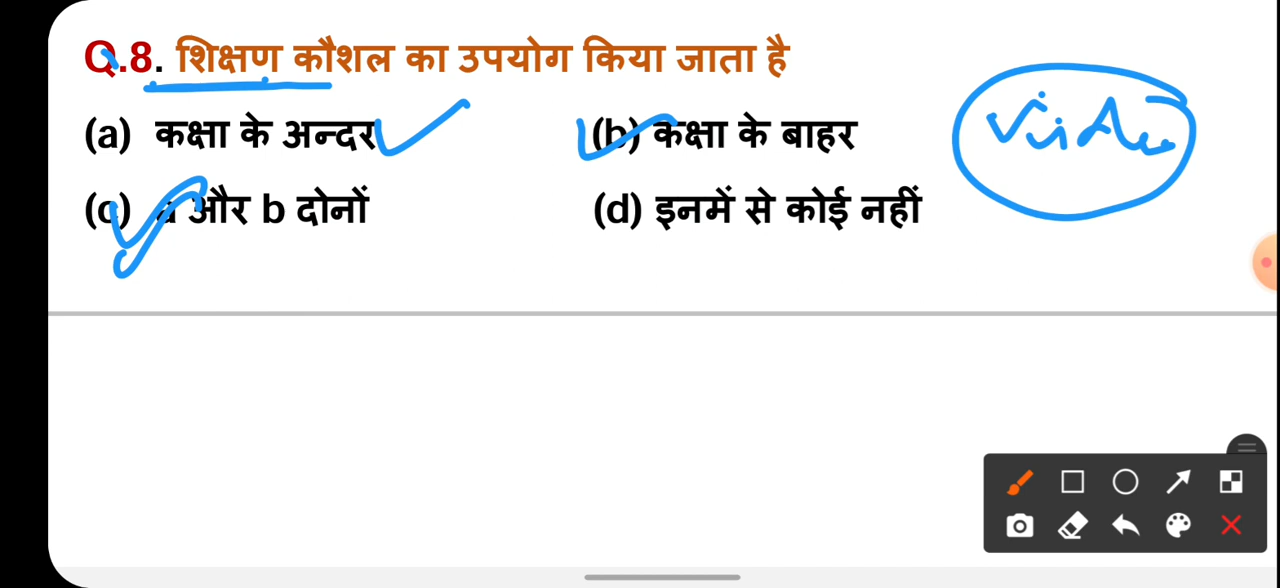 Q.8. शिक्षण कौशल का उपयोग किया जाता है
(a) कक्षा के अन्दर (b) कक्षा के बाहर
(c) a और b दोनों (d) इनमें से कोई नहीं